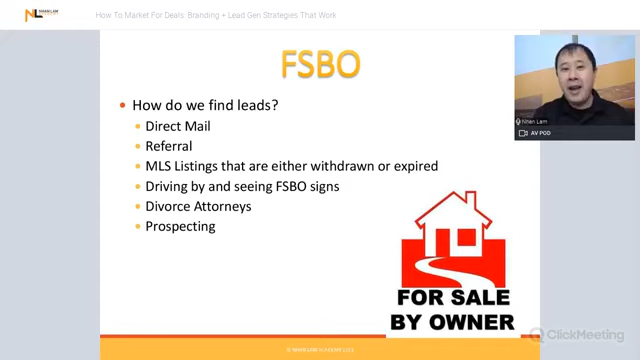 NL
How To Market For Deals: Branding + Lead Gen Strategies That Work
FSBO
How do we find leads?
Direct Mail
Referral
MLS Listings that are either withdrawn or expired
Driving by and seeing FSBO signs
Divorce Attorneys
Prospecting
Nhan Lam
AV POD
FOR SALE
BY OWNER
ClickMeeting